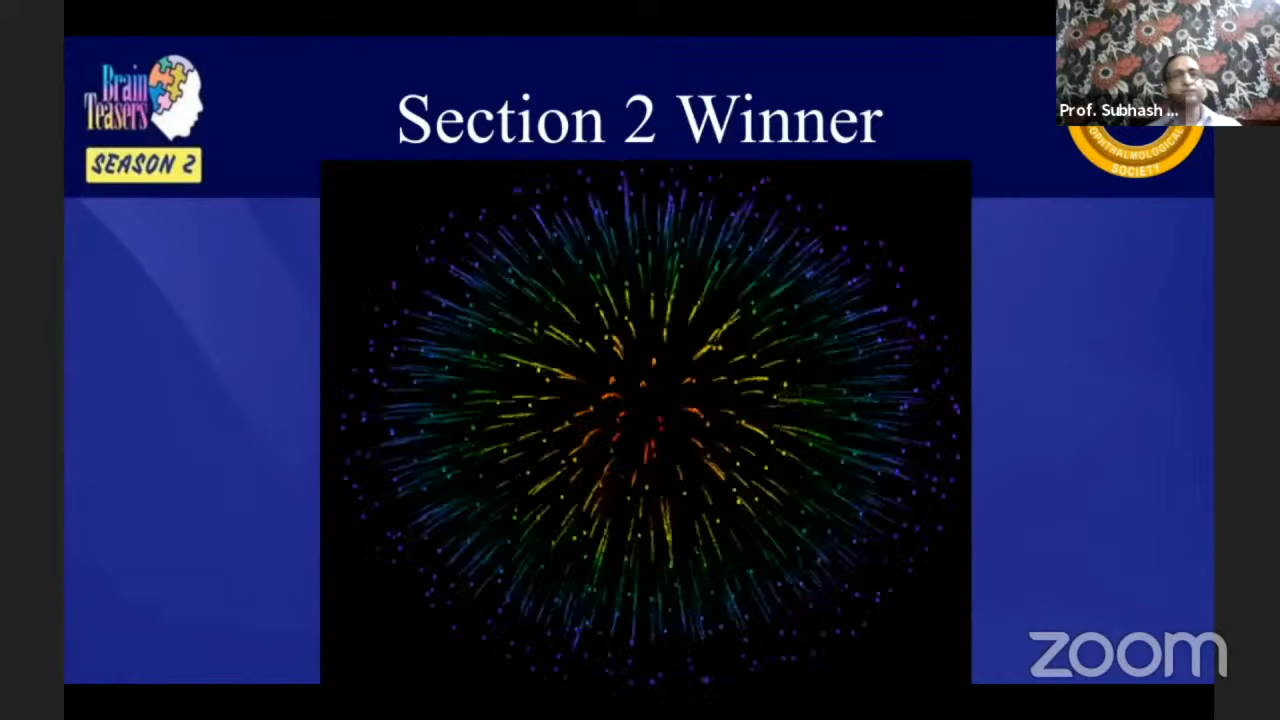 Brain
Teasers
SEASON 2
Section 2 Winner
Prof. Subhash ...
OPHTHALMOLOGICAL
SOCIETY
zoom